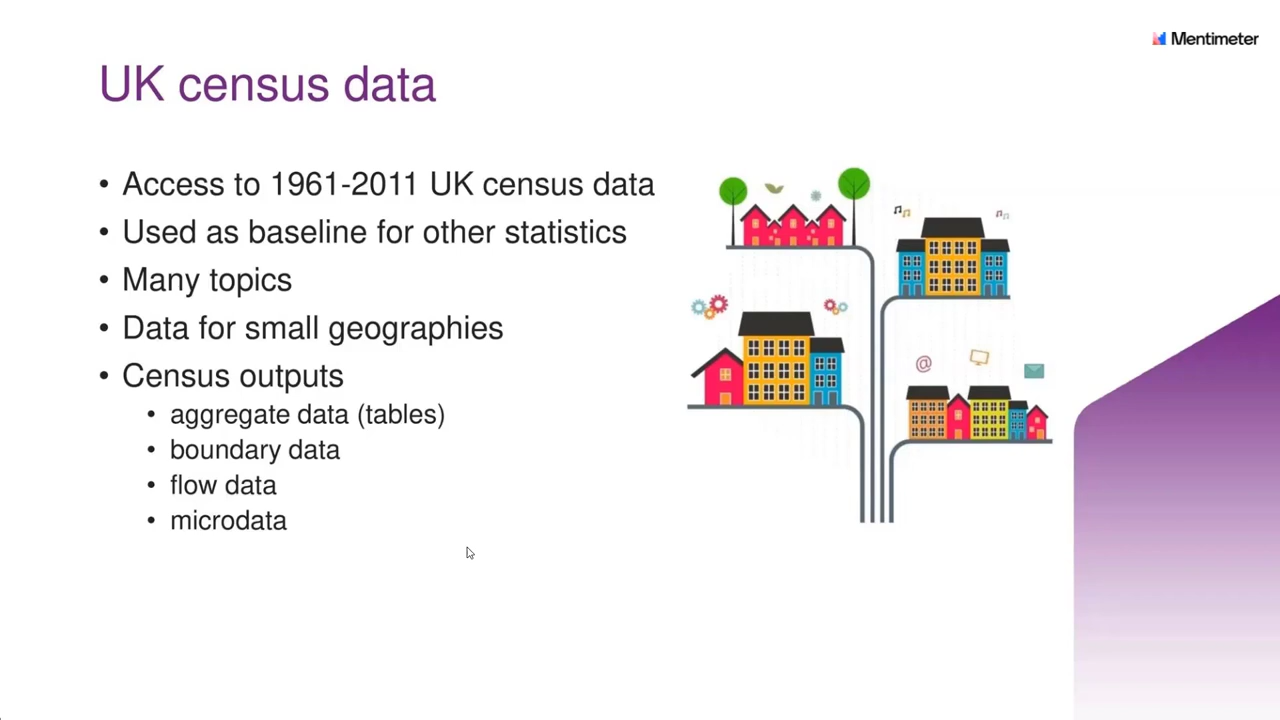 Mentimeter
UK census data
• Access to 1961-2011 UK census data
• Used as baseline for other statistics
• Many topics
• Data for small geographies
• Census outputs
• aggregate data (tables)
• boundary data
• flow data
• microdata
@